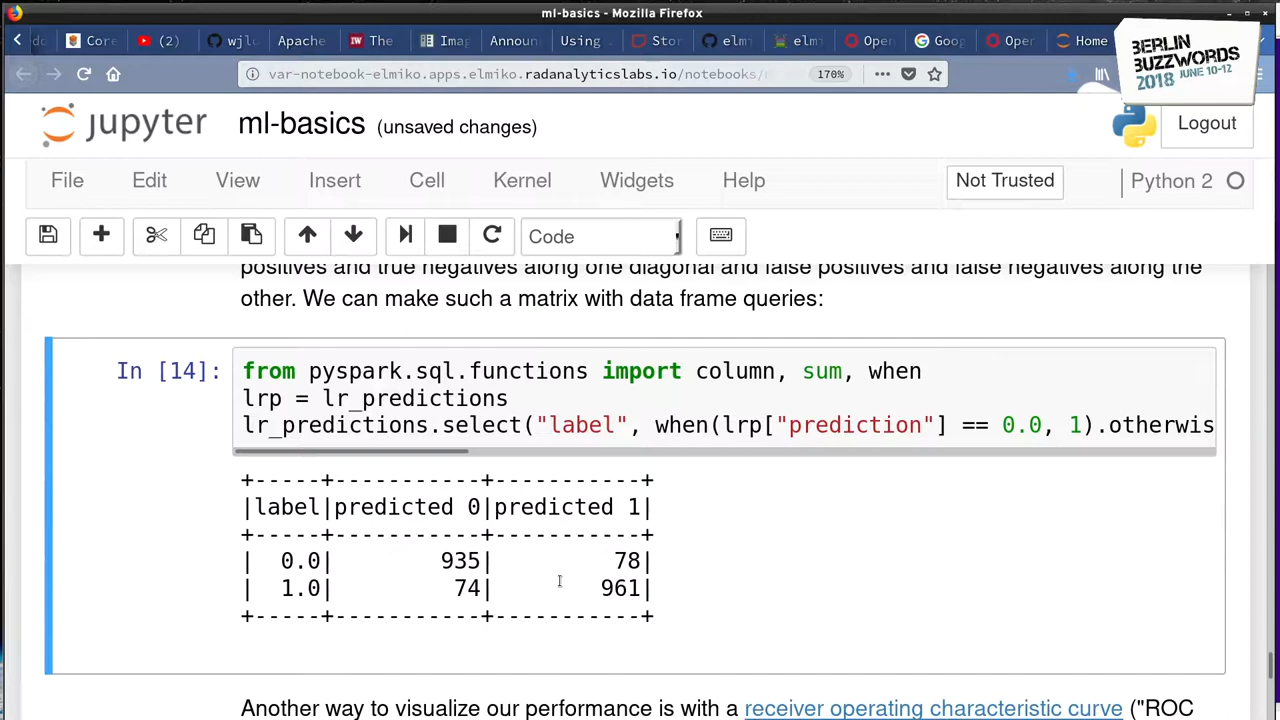 ml-basics - Mozilla Firefox
Core
(2)
wjlo
Apache
The
Imag
Announ
Using
Stor
elmi
elmi
Open
Goog
Oper
Home
var-notebook-elmiko.apps.elmiko.radanalyticslabs.io/notebooks/
170%
BERLIN
BUZZWORDS
2018 JUNE 10-12
jupyter
ml-basics (unsaved changes)
Logout
File Edit View Insert Cell Kernel Widgets Help
Not Trusted
Python 2
Code
positives and true negatives along one diagonal and false positives and false negatives along the
other. We can make such a matrix with data frame queries:
In [14]:
from pyspark.sql.functions import column, sum, when
lrp = lr_predictions
lr_predictions.select("label", when(lrp["prediction"] == 0.0, 1).otherwis
+-----+-----------+-----------+
|label|predicted 0|predicted 1|
+-----+-----------+-----------+
| 0.0| 935| 78|
| 1.0| 74| 961|
+-----+-----------+-----------+
Another way to visualize our performance is with a receiver operating characteristic curve ("ROC